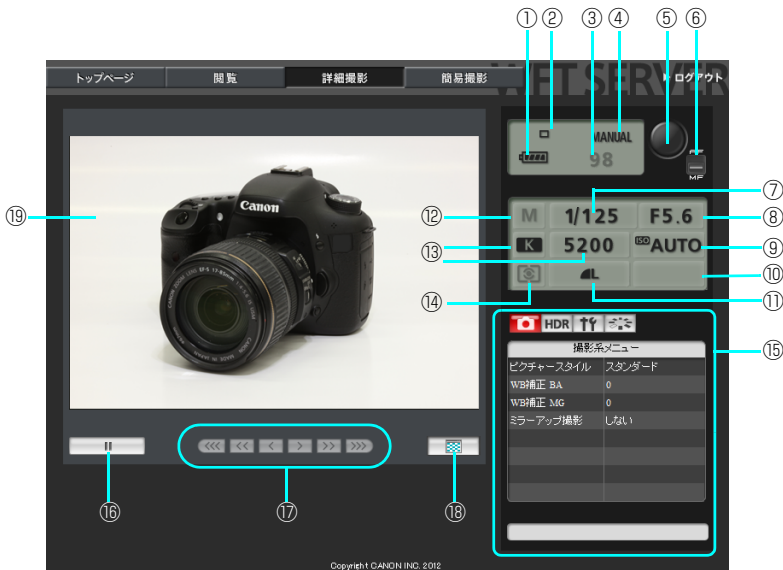 ① ② ③ ④ ⑤ ⑥
WFT SERVER
トップページ 閲覧 詳細撮影 簡易撮影 ▶ ログアウト
MANUAL
98
AF
MF
⑦
⑲ Canon ⑫ M 1/125 F5.6 ⑧
⑬ K 5200 ISO AUTO ⑨
⑭ L ⑩
⑪
HDR
撮影系メニュー ⑮
ピクチャースタイル スタンダード
WB補正 BA 0
WB補正 MG 0
ミラーアップ撮影 しない
⑯ ⑰ ⑱
Copyright CANON INC. 2012